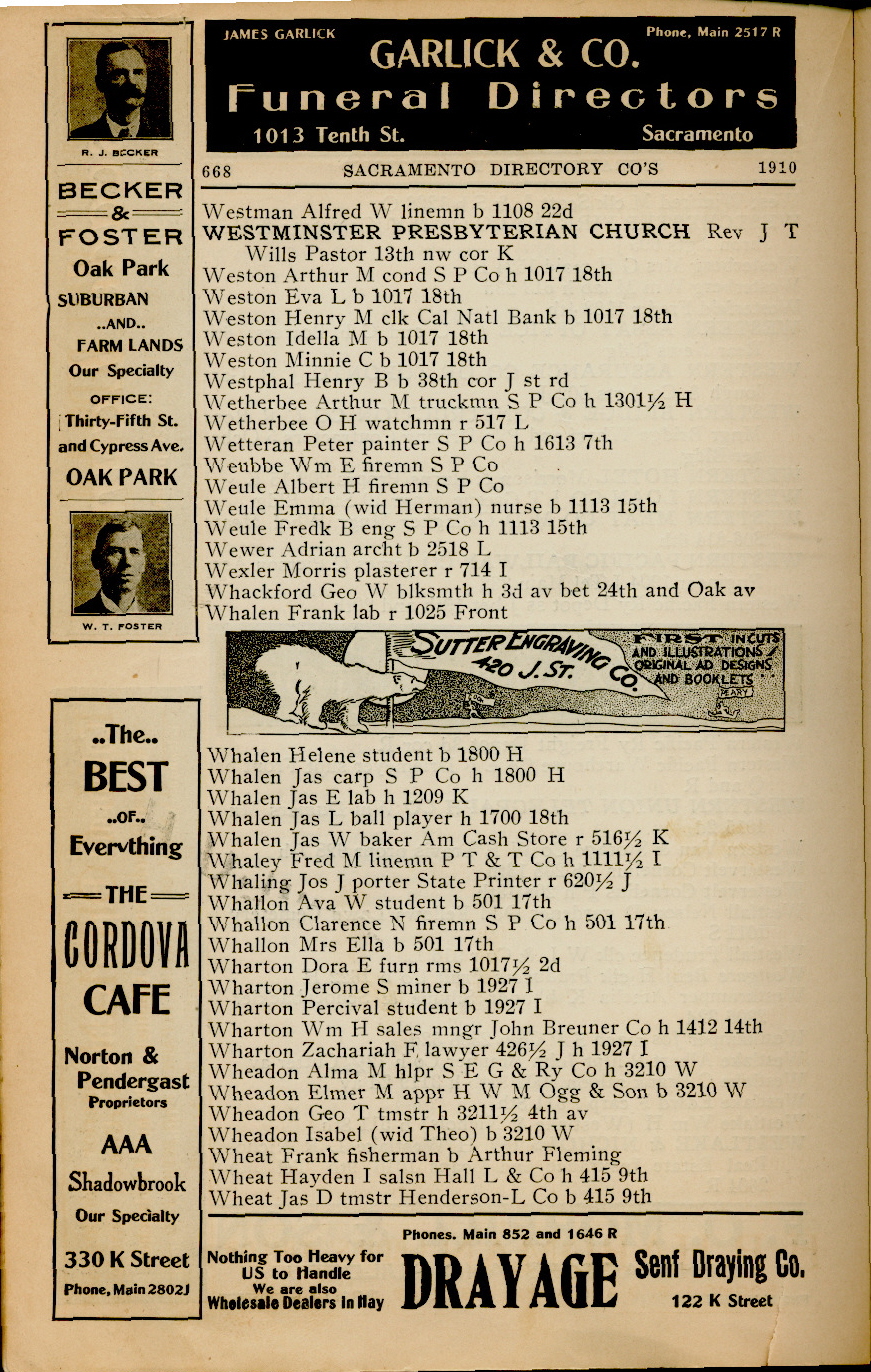 JAMES GARLICK
Phone, Main 2517 R
GARLICK & CO.
Funeral Directors
1013 Tenth St.
Sacramento
668
SACRAMENTO DIRECTORY CO'S
1910
R. J. BECKER
BECKER
&
FOSTER
Oak Park
SUBURBAN
..AND..
FARM LANDS
Our Specialty
OFFICE:
Thirty-Fifth St.
and Cypress Ave.
OAK PARK
W. T. FOSTER
Westman Alfred W linemn b 1108 22d
WESTMINSTER PRESBYTERIAN CHURCH Rev J T
Wills Pastor 13th nw cor K
Weston Arthur M cond S P Co h 1017 18th
Weston Eva L b 1017 18th
Weston Henry M clk Cal Natl Bank b 1017 18th
Weston Idella M b 1017 18th
Weston Minnie C b 1017 18th
Westphal Henry B b 38th cor J st rd
Wetherbee Arthur M truckmn S P Co h 1301½ H
Wetherbee O H watchmn r 517 L
Wetteran Peter painter S P Co h 1613 7th
Weubbe Wm E firemn S P Co
Weule Albert H firemn S P Co
Weule Emma (wid Herman) nurse b 1113 15th
Weule Fredk B eng S P Co h 1113 15th
Wewer Adrian archt b 2518 L
Wexler Morris plasterer r 714 I
Whackford Geo W blksmth h 3d av bet 24th and Oak av
Whalen Frank lab r 1025 Front
SUTTER ENGRAVING CO.
420 J. ST.
FIRST IN CUTS
AND ILLUSTRATIONS
ORIGINAL AD DESIGNS
AND BOOKLETS
PEARY
Whalen Helene student b 1800 H
Whalen Jas carp S P Co h 1800 H
Whalen Jas E lab h 1209 K
Whalen Jas L ball player h 1700 18th
Whalen Jas W baker Am Cash Store r 516½ K
Whaley Fred M linemn P T & T Co h 1111½ I
Whaling Jos J porter State Printer r 620½ J
Whallon Ava W student b 501 17th
Whallon Clarence N firemn S P Co h 501 17th
Whallon Mrs Ella b 501 17th
Wharton Dora E furn rms 1017½ 2d
Wharton Jerome S miner b 1927 I
Wharton Percival student b 1927 I
Wharton Wm H sales mngr John Breuner Co h 1412 14th
Wharton Zachariah F lawyer 426½ J h 1927 I
Wheadon Alma M hlpr S E G & Ry Co h 3210 W
Wheadon Elmer M appr H W M Ogg & Son b 3210 W
Wheadon Geo T tmstr h 3211½ 4th av
Wheadon Isabel (wid Theo) b 3210 W
Wheat Frank fisherman b Arthur Fleming
Wheat Hayden I salsn Hall L & Co h 415 9th
Wheat Jas D tmstr Henderson-L Co b 415 9th
..The..
BEST
..OF..
Everything
THE
CORDOVA
CAFE
Norton &
Pendergast
Proprietors
AAA
Shadowbrook
Our Specialty
330 K Street
Phone, Main 2802J
Phones. Main 852 and 1646 R
Nothing Too Heavy for
US to Handle
We are also
Wholesale Dealers in Hay
DRAYAGE
Senf Draying Co.
122 K Street